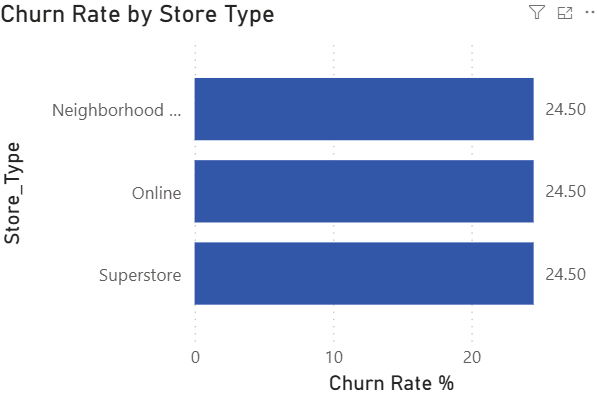 Churn Rate by Store Type
Store_Type
Neighborhood ...
24.50
Online
24.50
Superstore
24.50
0
10
20
Churn Rate %